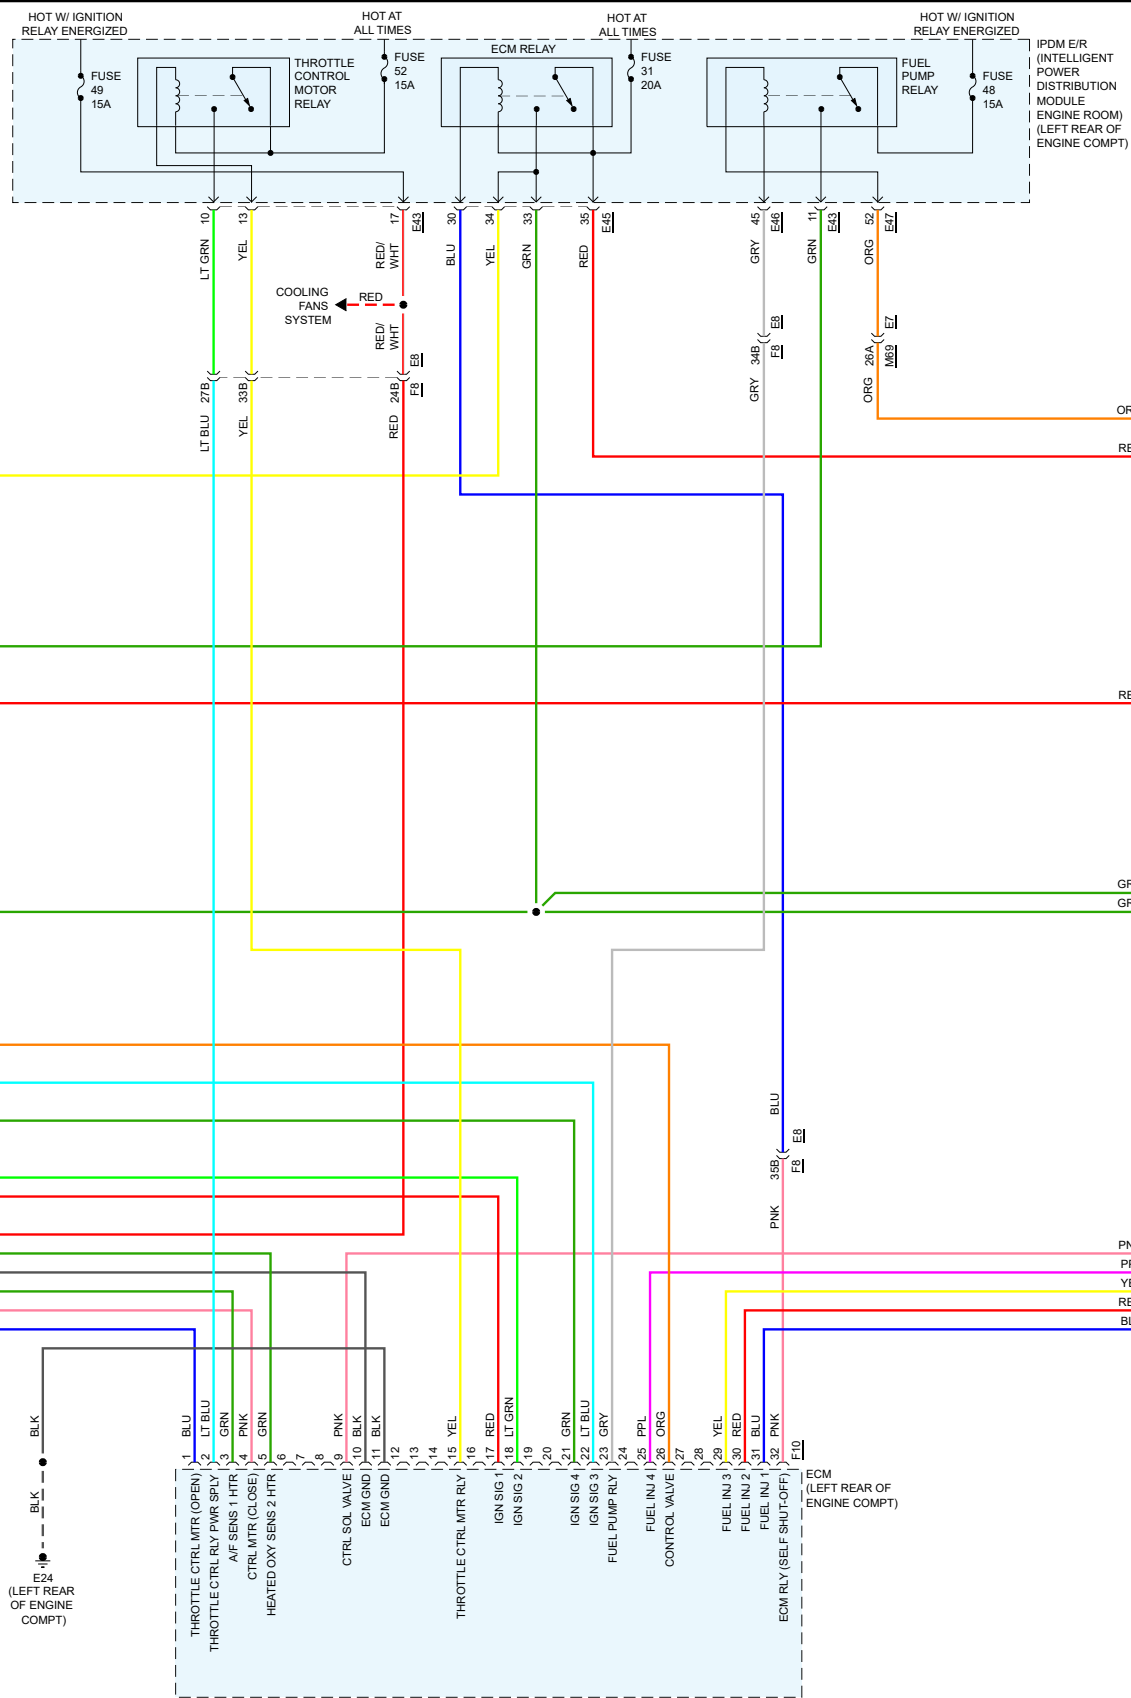 HOT W/ IGNITION
RELAY ENERGIZED
HOT AT
ALL TIMES
HOT AT
ALL TIMES
HOT W/ IGNITION
RELAY ENERGIZED
FUSE
49
15A
THROTTLE
CONTROL
MOTOR
RELAY
FUSE
52
15A
ECM RELAY
FUSE
31
20A
FUEL
PUMP
RELAY
FUSE
48
15A
IPDM E/R
(INTELLIGENT
POWER
DISTRIBUTION
MODULE
ENGINE ROOM)
(LEFT REAR OF
ENGINE COMPT)
10
13
17
E43
30
34
33
35
E45
45
E46
11
E43
52
E47
LT GRN
YEL
RED/
WHT
BLU
YEL
GRN
RED
GRY
GRN
ORG
COOLING
FANS
SYSTEM
RED
RED/
WHT
E8
F8
27B
33B
24B
LT BLU
YEL
RED
E8
34B
F8
GRY
E7
26A
M69
ORG
OR
RE
RE
GR
GR
BLU
E8
35B
F8
PNK
PN
PP
YE
RE
BL
BLK
BLK
E24
(LEFT REAR
OF ENGINE
COMPT)
BLU
LT BLU
GRN
PNK
GRN
PNK
BLK
BLK
YEL
RED
LT GRN
GRN
LT BLU
GRY
PPL
ORG
YEL
RED
BLU
PNK
1
2
3
4
5
6
7
8
9
10
11
12
13
14
15
16
17
18
19
20
21
22
23
24
25
26
27
28
29
30
31
32
F10
THROTTLE CTRL MTR (OPEN)
THROTTLE CTRL RLY PWR SPLY
A/F SENS 1 HTR
CTRL MTR (CLOSE)
HEATED OXY SENS 2 HTR
CTRL SOL VALVE
ECM GND
ECM GND
THROTTLE CTRL MTR RLY
IGN SIG 1
IGN SIG 2
IGN SIG 4
IGN SIG 3
FUEL PUMP RLY
FUEL INJ 4
CONTROL VALVE
FUEL INJ 3
FUEL INJ 2
FUEL INJ 1
ECM RLY (SELF SHUT-OFF)
ECM
(LEFT REAR OF
ENGINE COMPT)